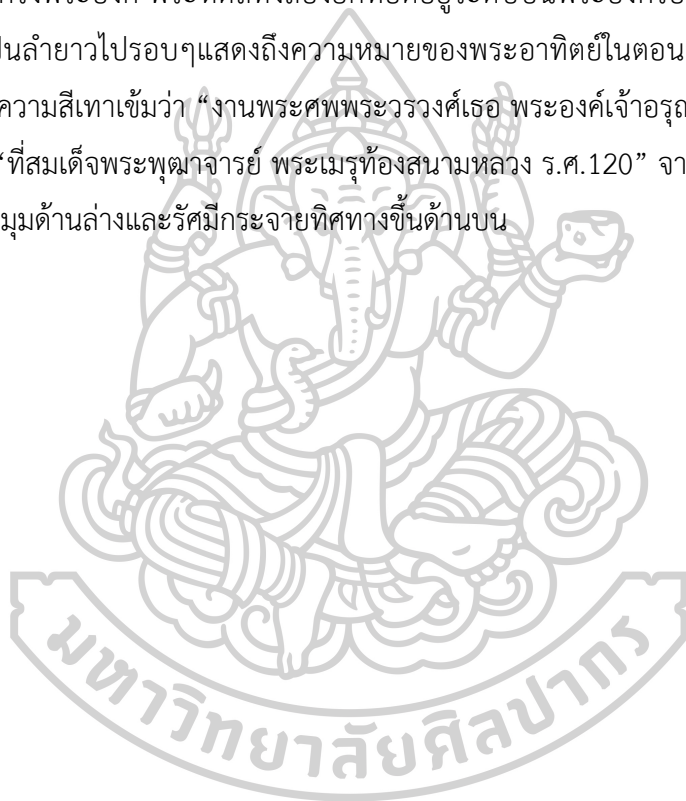 ป็นลำยาวไปรอบๆแสดงถึงความหมายของพระอาทิตย์ในตอน
ความสีเทาเข้มว่า “งานพระศพพระวรวงศ์เธอ พระองค์เจ้าอรุณ
“ที่สมเด็จพระพุฒาจารย์ พระเมรุท้องสนามหลวง ร.ศ.120” จา
มุมด้านล่างและรัศมีกระจายทิศทางขึ้นด้านบน
มหาวิทยาลัยศิลปากร